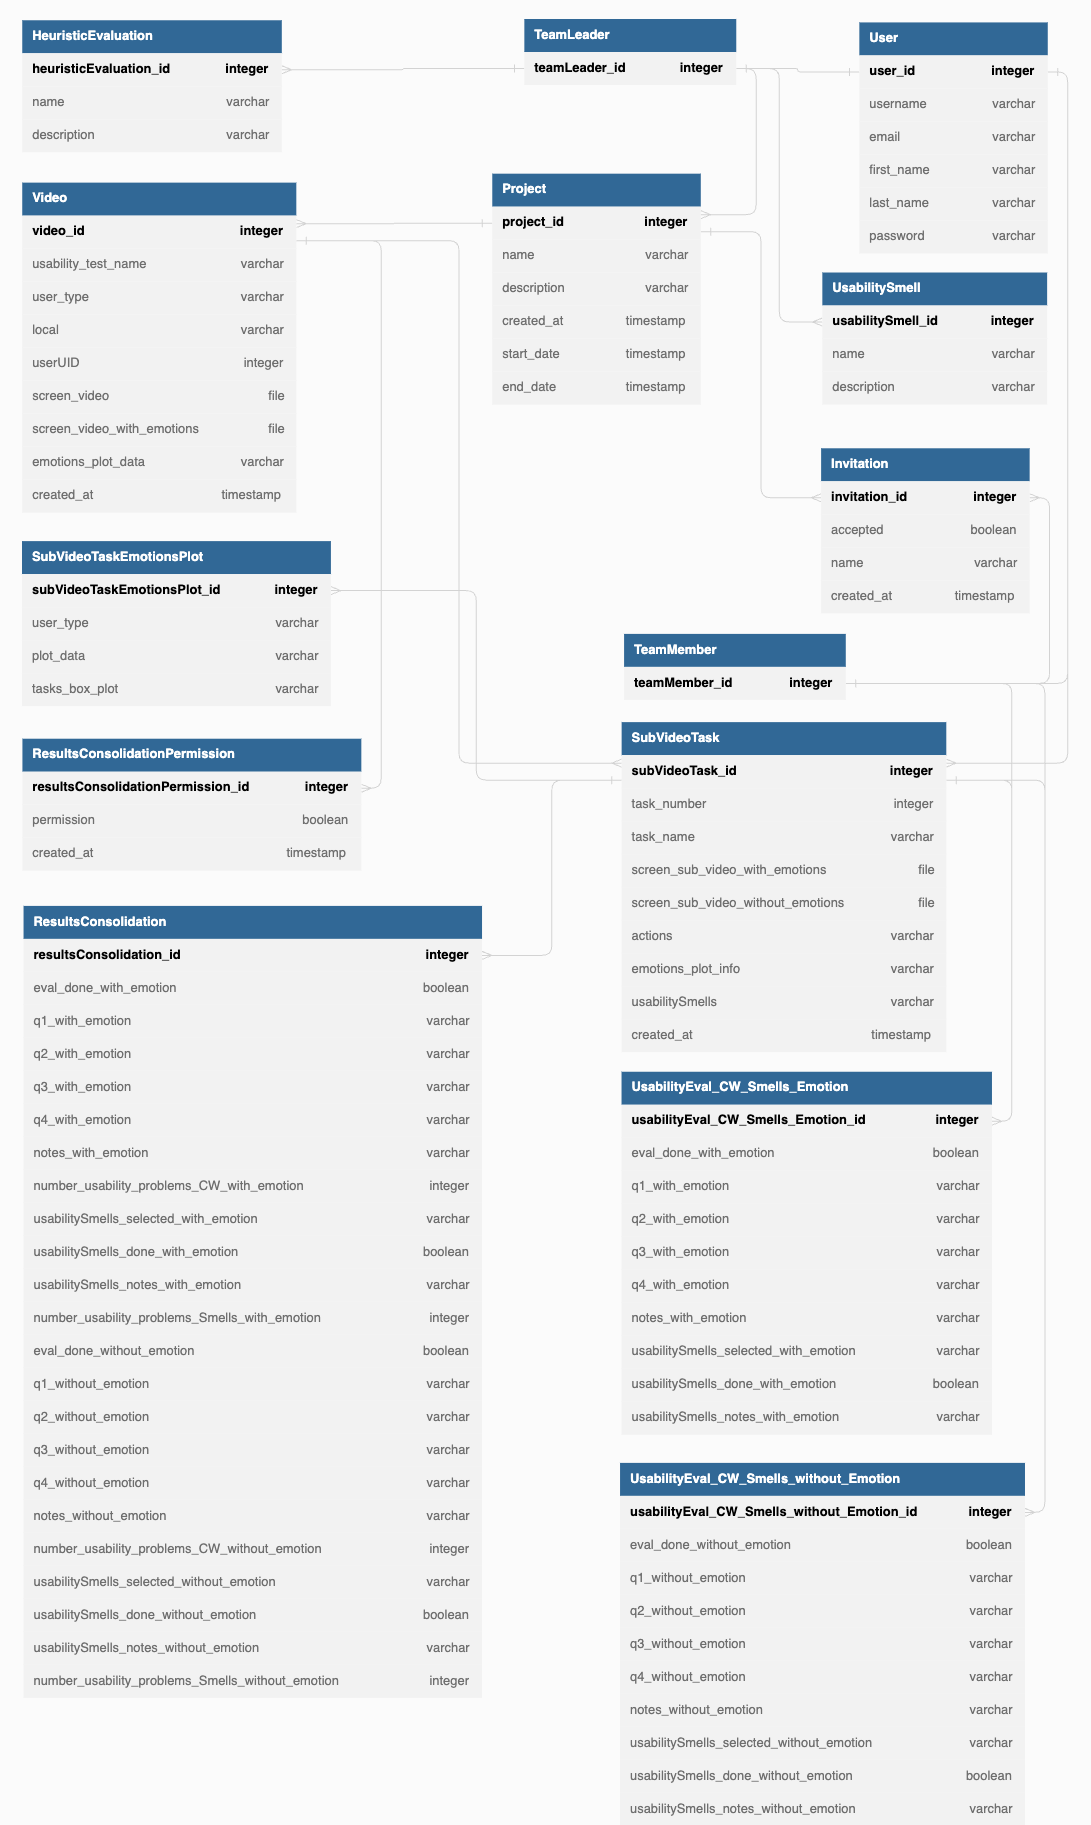 HeuristicEvaluation
heuristicEvaluation_id integer
name varchar
description varchar
TeamLeader
teamLeader_id integer
User
user_id integer
username varchar
email varchar
first_name varchar
last_name varchar
password varchar
Video
video_id integer
usability_test_name varchar
user_type varchar
local varchar
userUID integer
screen_video file
screen_video_with_emotions file
emotions_plot_data varchar
created_at timestamp
Project
project_id integer
name varchar
description varchar
created_at timestamp
start_date timestamp
end_date timestamp
UsabilitySmell
usabilitySmell_id integer
name varchar
description varchar
Invitation
invitation_id integer
accepted boolean
name varchar
created_at timestamp
SubVideoTaskEmotionsPlot
subVideoTaskEmotionsPlot_id integer
user_type varchar
plot_data varchar
tasks_box_plot varchar
TeamMember
teamMember_id integer
ResultsConsolidationPermission
resultsConsolidationPermission_id integer
permission boolean
created_at timestamp
SubVideoTask
subVideoTask_id integer
task_number integer
task_name varchar
screen_sub_video_with_emotions file
screen_sub_video_without_emotions file
actions varchar
emotions_plot_info varchar
usabilitySmells varchar
created_at timestamp
ResultsConsolidation
resultsConsolidation_id integer
eval_done_with_emotion boolean
q1_with_emotion varchar
q2_with_emotion varchar
q3_with_emotion varchar
q4_with_emotion varchar
notes_with_emotion varchar
number_usability_problems_CW_with_emotion integer
usabilitySmells_selected_with_emotion varchar
usabilitySmells_done_with_emotion boolean
usabilitySmells_notes_with_emotion varchar
number_usability_problems_Smells_with_emotion integer
eval_done_without_emotion boolean
q1_without_emotion varchar
q2_without_emotion varchar
q3_without_emotion varchar
q4_without_emotion varchar
notes_without_emotion varchar
number_usability_problems_CW_without_emotion integer
usabilitySmells_selected_without_emotion varchar
usabilitySmells_done_without_emotion boolean
usabilitySmells_notes_without_emotion varchar
number_usability_problems_Smells_without_emotion integer
UsabilityEval_CW_Smells_Emotion
usabilityEval_CW_Smells_Emotion_id integer
eval_done_with_emotion boolean
q1_with_emotion varchar
q2_with_emotion varchar
q3_with_emotion varchar
q4_with_emotion varchar
notes_with_emotion varchar
usabilitySmells_selected_with_emotion varchar
usabilitySmells_done_with_emotion boolean
usabilitySmells_notes_with_emotion varchar
UsabilityEval_CW_Smells_without_Emotion
usabilityEval_CW_Smells_without_Emotion_id integer
eval_done_without_emotion boolean
q1_without_emotion varchar
q2_without_emotion varchar
q3_without_emotion varchar
q4_without_emotion varchar
notes_without_emotion varchar
usabilitySmells_selected_without_emotion varchar
usabilitySmells_done_without_emotion boolean
usabilitySmells_notes_without_emotion varchar